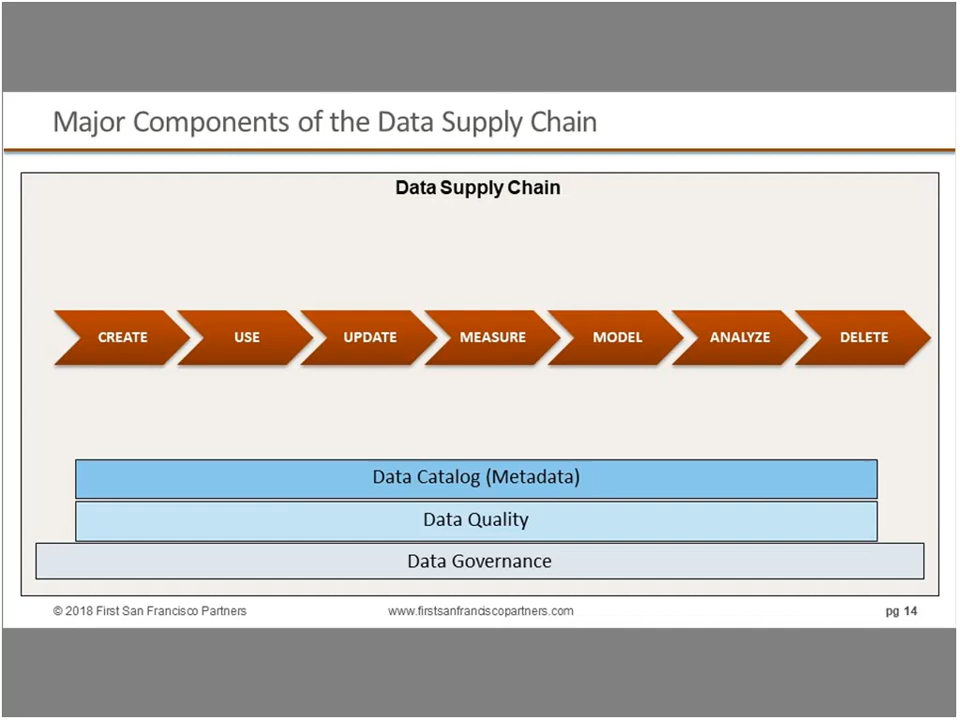 Major Components of the Data Supply Chain
Data Supply Chain
CREATE
USE
UPDATE
MEASURE
MODEL
ANALYZE
DELETE
Data Catalog (Metadata)
Data Quality
Data Governance
© 2018 First San Francisco Partners
www.firstsanfranciscopartners.com
pg 14